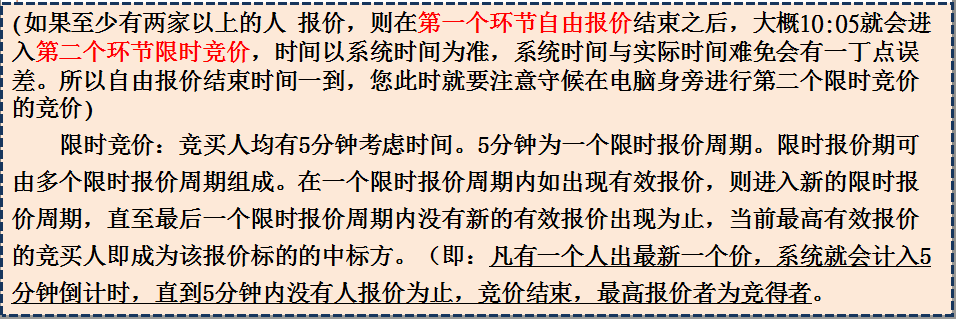 (如果至少有两家以上的人 报价，则在第一个环节自由报价结束之后，大概10:05就会进
入第二个环节限时竞价，时间以系统时间为准，系统时间与实际时间难免会有一丁点误
差。所以自由报价结束时间一到，您此时就要注意守候在电脑身旁进行第二个限时竞价
的竞价)
限时竞价：竞买人均有5分钟考虑时间。5分钟为一个限时报价周期。限时报价期可
由多个限时报价周期组成。在一个限时报价周期内如出现有效报价，则进入新的限时报
价周期，直至最后一个限时报价周期内没有新的有效报价出现为止，当前最高有效报价
的竞买人即成为该报价标的的中标方。（即：凡有一个人出最新一个价，系统就会计入5
分钟倒计时，直到5分钟内没有人报价为止，竞价结束，最高报价者为竞得者。